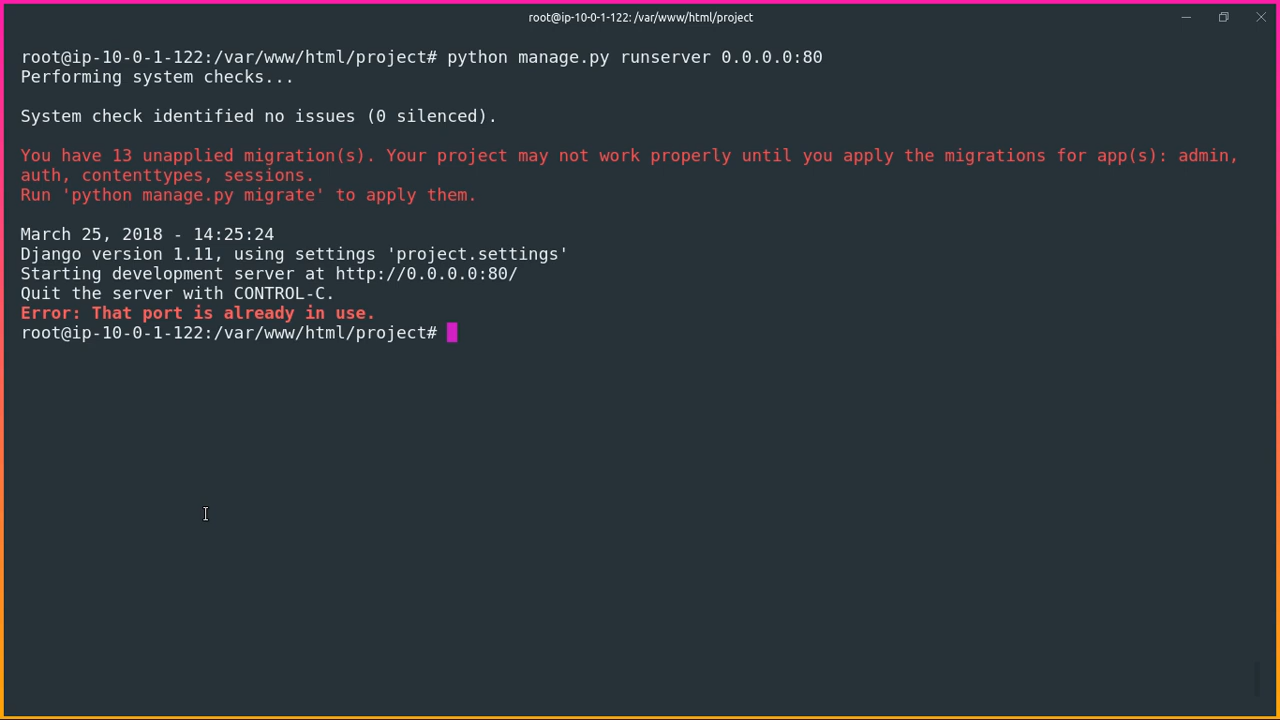 root@ip-10-0-1-122: /var/www/html/project
root@ip-10-0-1-122:/var/www/html/project# python manage.py runserver 0.0.0.0:80
Performing system checks...
System check identified no issues (0 silenced).
You have 13 unapplied migration(s). Your project may not work properly until you apply the migrations for app(s): admin,
auth, contenttypes, sessions.
Run 'python manage.py migrate' to apply them.
March 25, 2018 - 14:25:24
Django version 1.11, using settings 'project.settings'
Starting development server at http://0.0.0.0:80/
Quit the server with CONTROL-C.
Error: That port is already in use.
root@ip-10-0-1-122:/var/www/html/project#